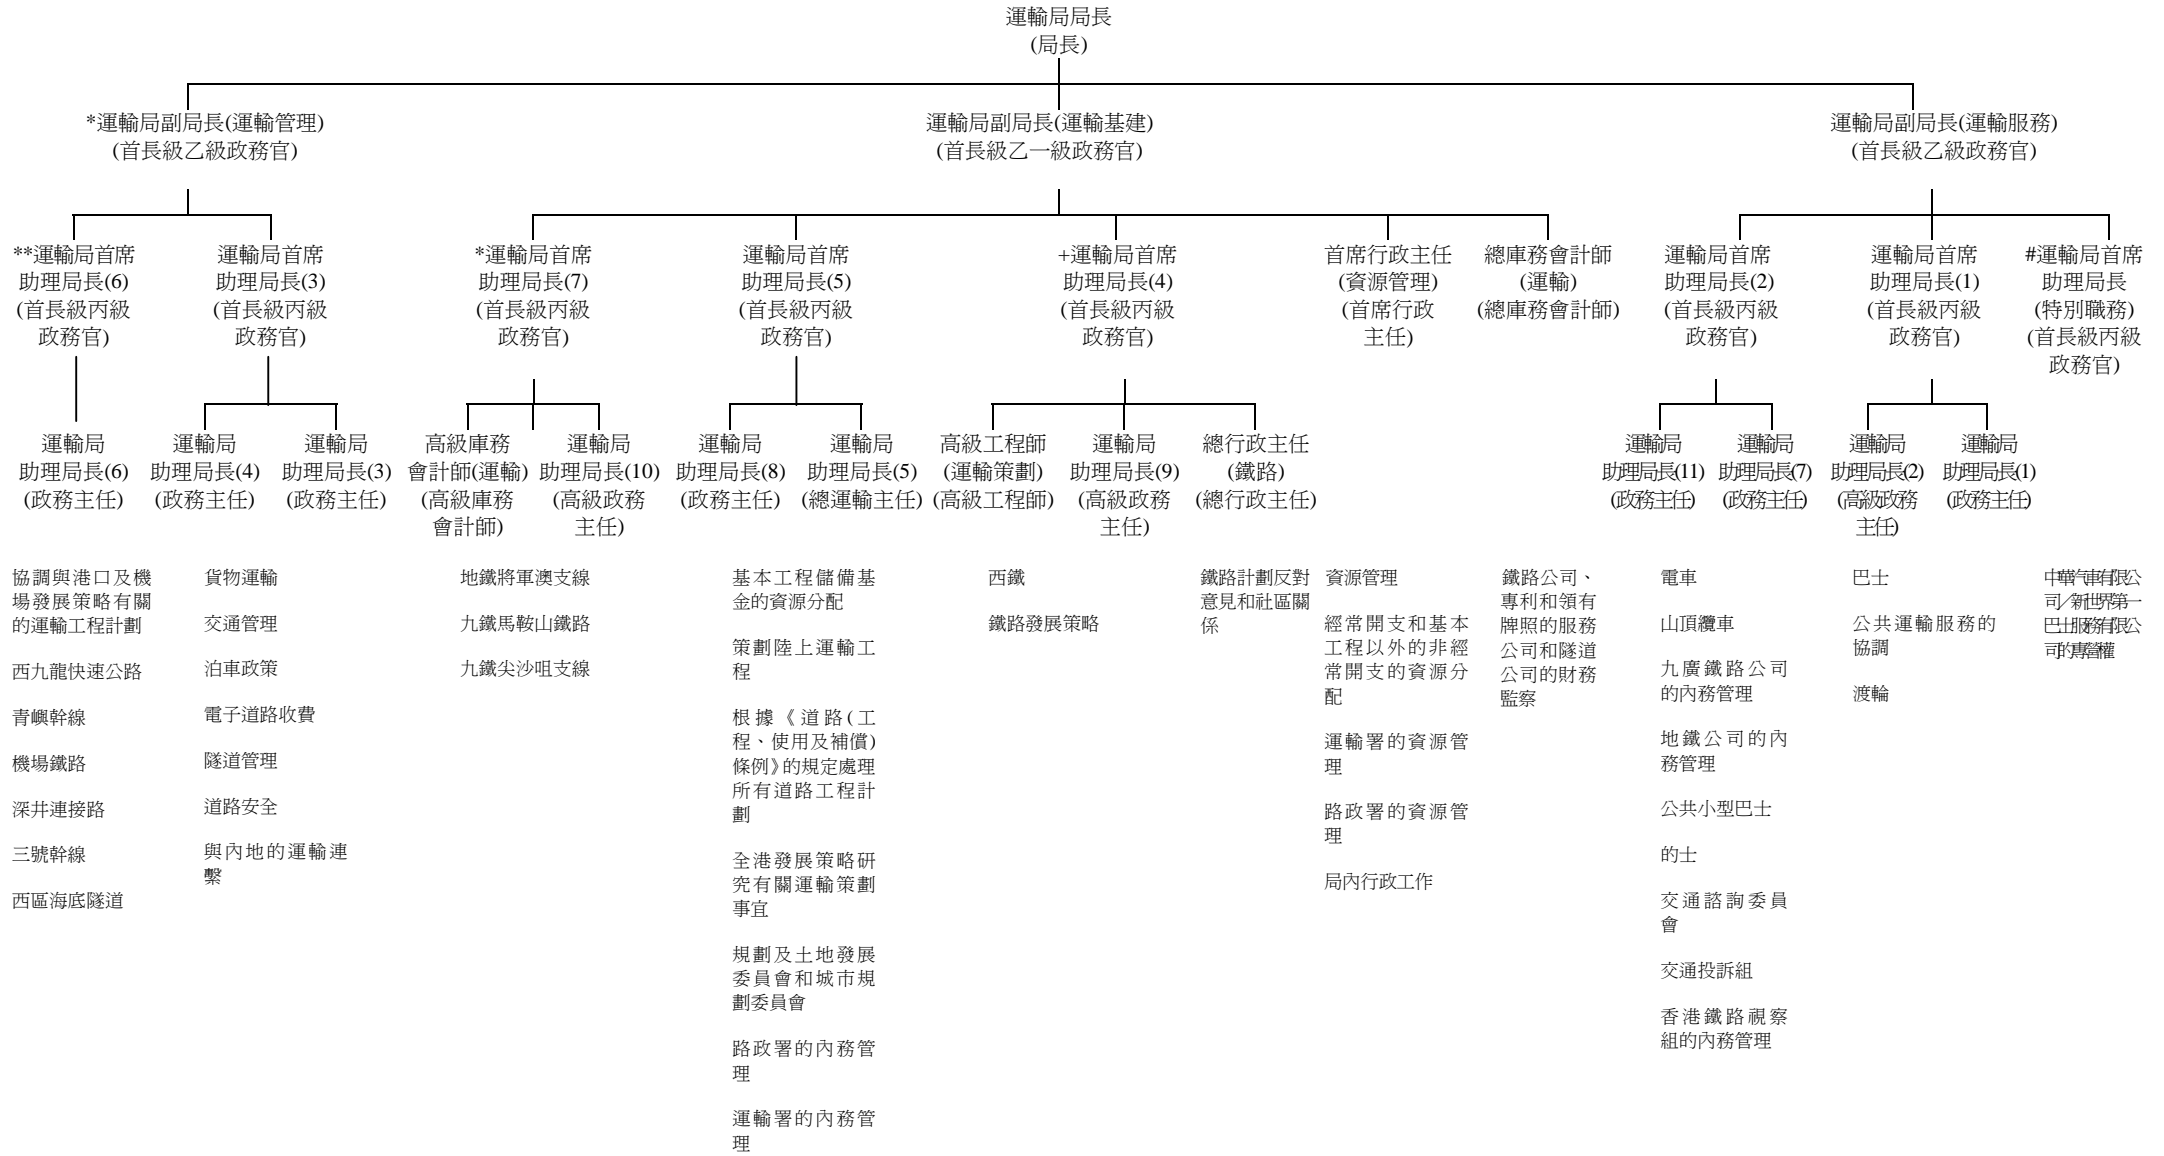 運輸局局長
(局長)
*運輸局副局長(運輸管理)
(首長級乙級政務官)
運輸局副局長(運輸基建)
(首長級乙一級政務官)
運輸局副局長(運輸服務)
(首長級乙級政務官)
**運輸局首席
助理局長(6)
(首長級丙級
政務官)
運輸局首席
助理局長(3)
(首長級丙級
政務官)
*運輸局首席
助理局長(7)
(首長級丙級
政務官)
運輸局首席
助理局長(5)
(首長級丙級
政務官)
+運輸局首席
助理局長(4)
(首長級丙級
政務官)
首席行政主任
(資源管理)
(首席行政
主任)
總庫務會計師
(運輸)
(總庫務會計師)
運輸局首席
助理局長(2)
(首長級丙級
政務官)
運輸局首席
助理局長(1)
(首長級丙級
政務官)
#運輸局首席
助理局長
(特別職務)
(首長級丙級
政務官)
運輸局
助理局長(6)
(政務主任)
運輸局
助理局長(4)
(政務主任)
運輸局
助理局長(3)
(政務主任)
高級庫務
會計師(運輸)
(高級庫務
會計師)
運輸局
助理局長(10)
(高級政務
主任)
運輸局
助理局長(8)
(政務主任)
運輸局
助理局長(5)
(總運輸主任)
高級工程師
(運輸策劃)
(高級工程師)
運輸局
助理局長(9)
(高級政務
主任)
總行政主任
(鐵路)
(總行政主任)
運輸局
助理局長(11)
(政務主任)
運輸局
助理局長(7)
(政務主任)
運輸局
助理局長(2)
(高級政務
主任)
運輸局
助理局長(1)
(政務主任)
協調與港口及機
場發展策略有關
的運輸工程計劃
西九龍快速公路
青嶼幹線
機場鐵路
深井連接路
三號幹線
西區海底隧道
貨物運輸
交通管理
泊車政策
電子道路收費
隧道管理
道路安全
與內地的運輸連
繫
地鐵將軍澳支線
九鐵馬鞍山鐵路
九鐵尖沙咀支線
基本工程儲備基
金的資源分配
策劃陸上運輸工
程
根據《道路(工
程、使用及補償)
條例》的規定處理
所有道路工程計
劃
全港發展策略研
究有關運輸策劃
事宜
規劃及土地發展
委員會和城市規
劃委員會
路政署的內務管
理
運輸署的內務管
理
西鐵
鐵路發展策略
鐵路計劃反對
意見和社區關
係
資源管理
經常開支和基本
工程以外的非經
常開支的資源分
配
運輸署的資源管
理
路政署的資源管
理
局內行政工作
鐵路公司、
專利和領有
牌照的服務
公司和隧道
公司的財務
監察
電車
山頂纜車
九廣鐵路公司
的內務管理
地鐵公司的內
務管理
公共小型巴士
的士
交通諮詢委員
會
交通投訴組
香港鐵路視察
組的內務管理
巴士
公共運輸服務的
協調
渡輪
中華汽車有限公
司／新世界第一
巴士服務有限公
司的專營權